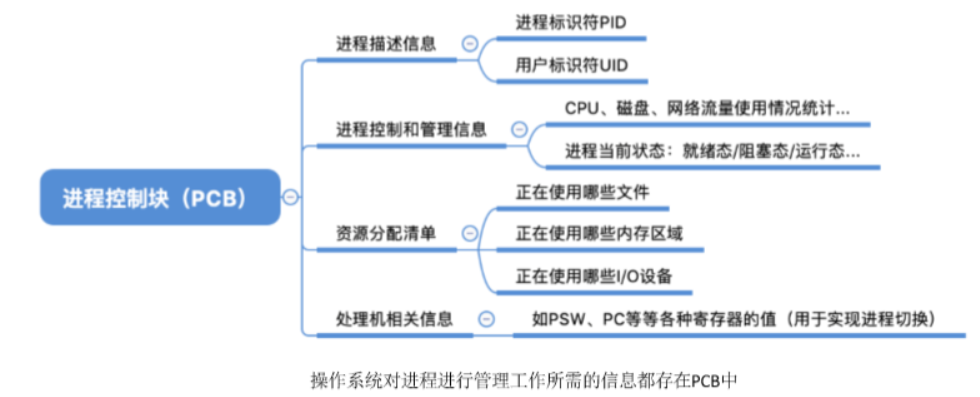 进程控制块（PCB）
进程描述信息
进程标识符PID
用户标识符UID
进程控制和管理信息
CPU、磁盘、网络流量使用情况统计...
进程当前状态：就绪态/阻塞态/运行态...
资源分配清单
正在使用哪些文件
正在使用哪些内存区域
正在使用哪些I/O设备
处理机相关信息
如PSW、PC等等各种寄存器的值（用于实现进程切换）
操作系统对进程进行管理工作所需的信息都存在PCB中